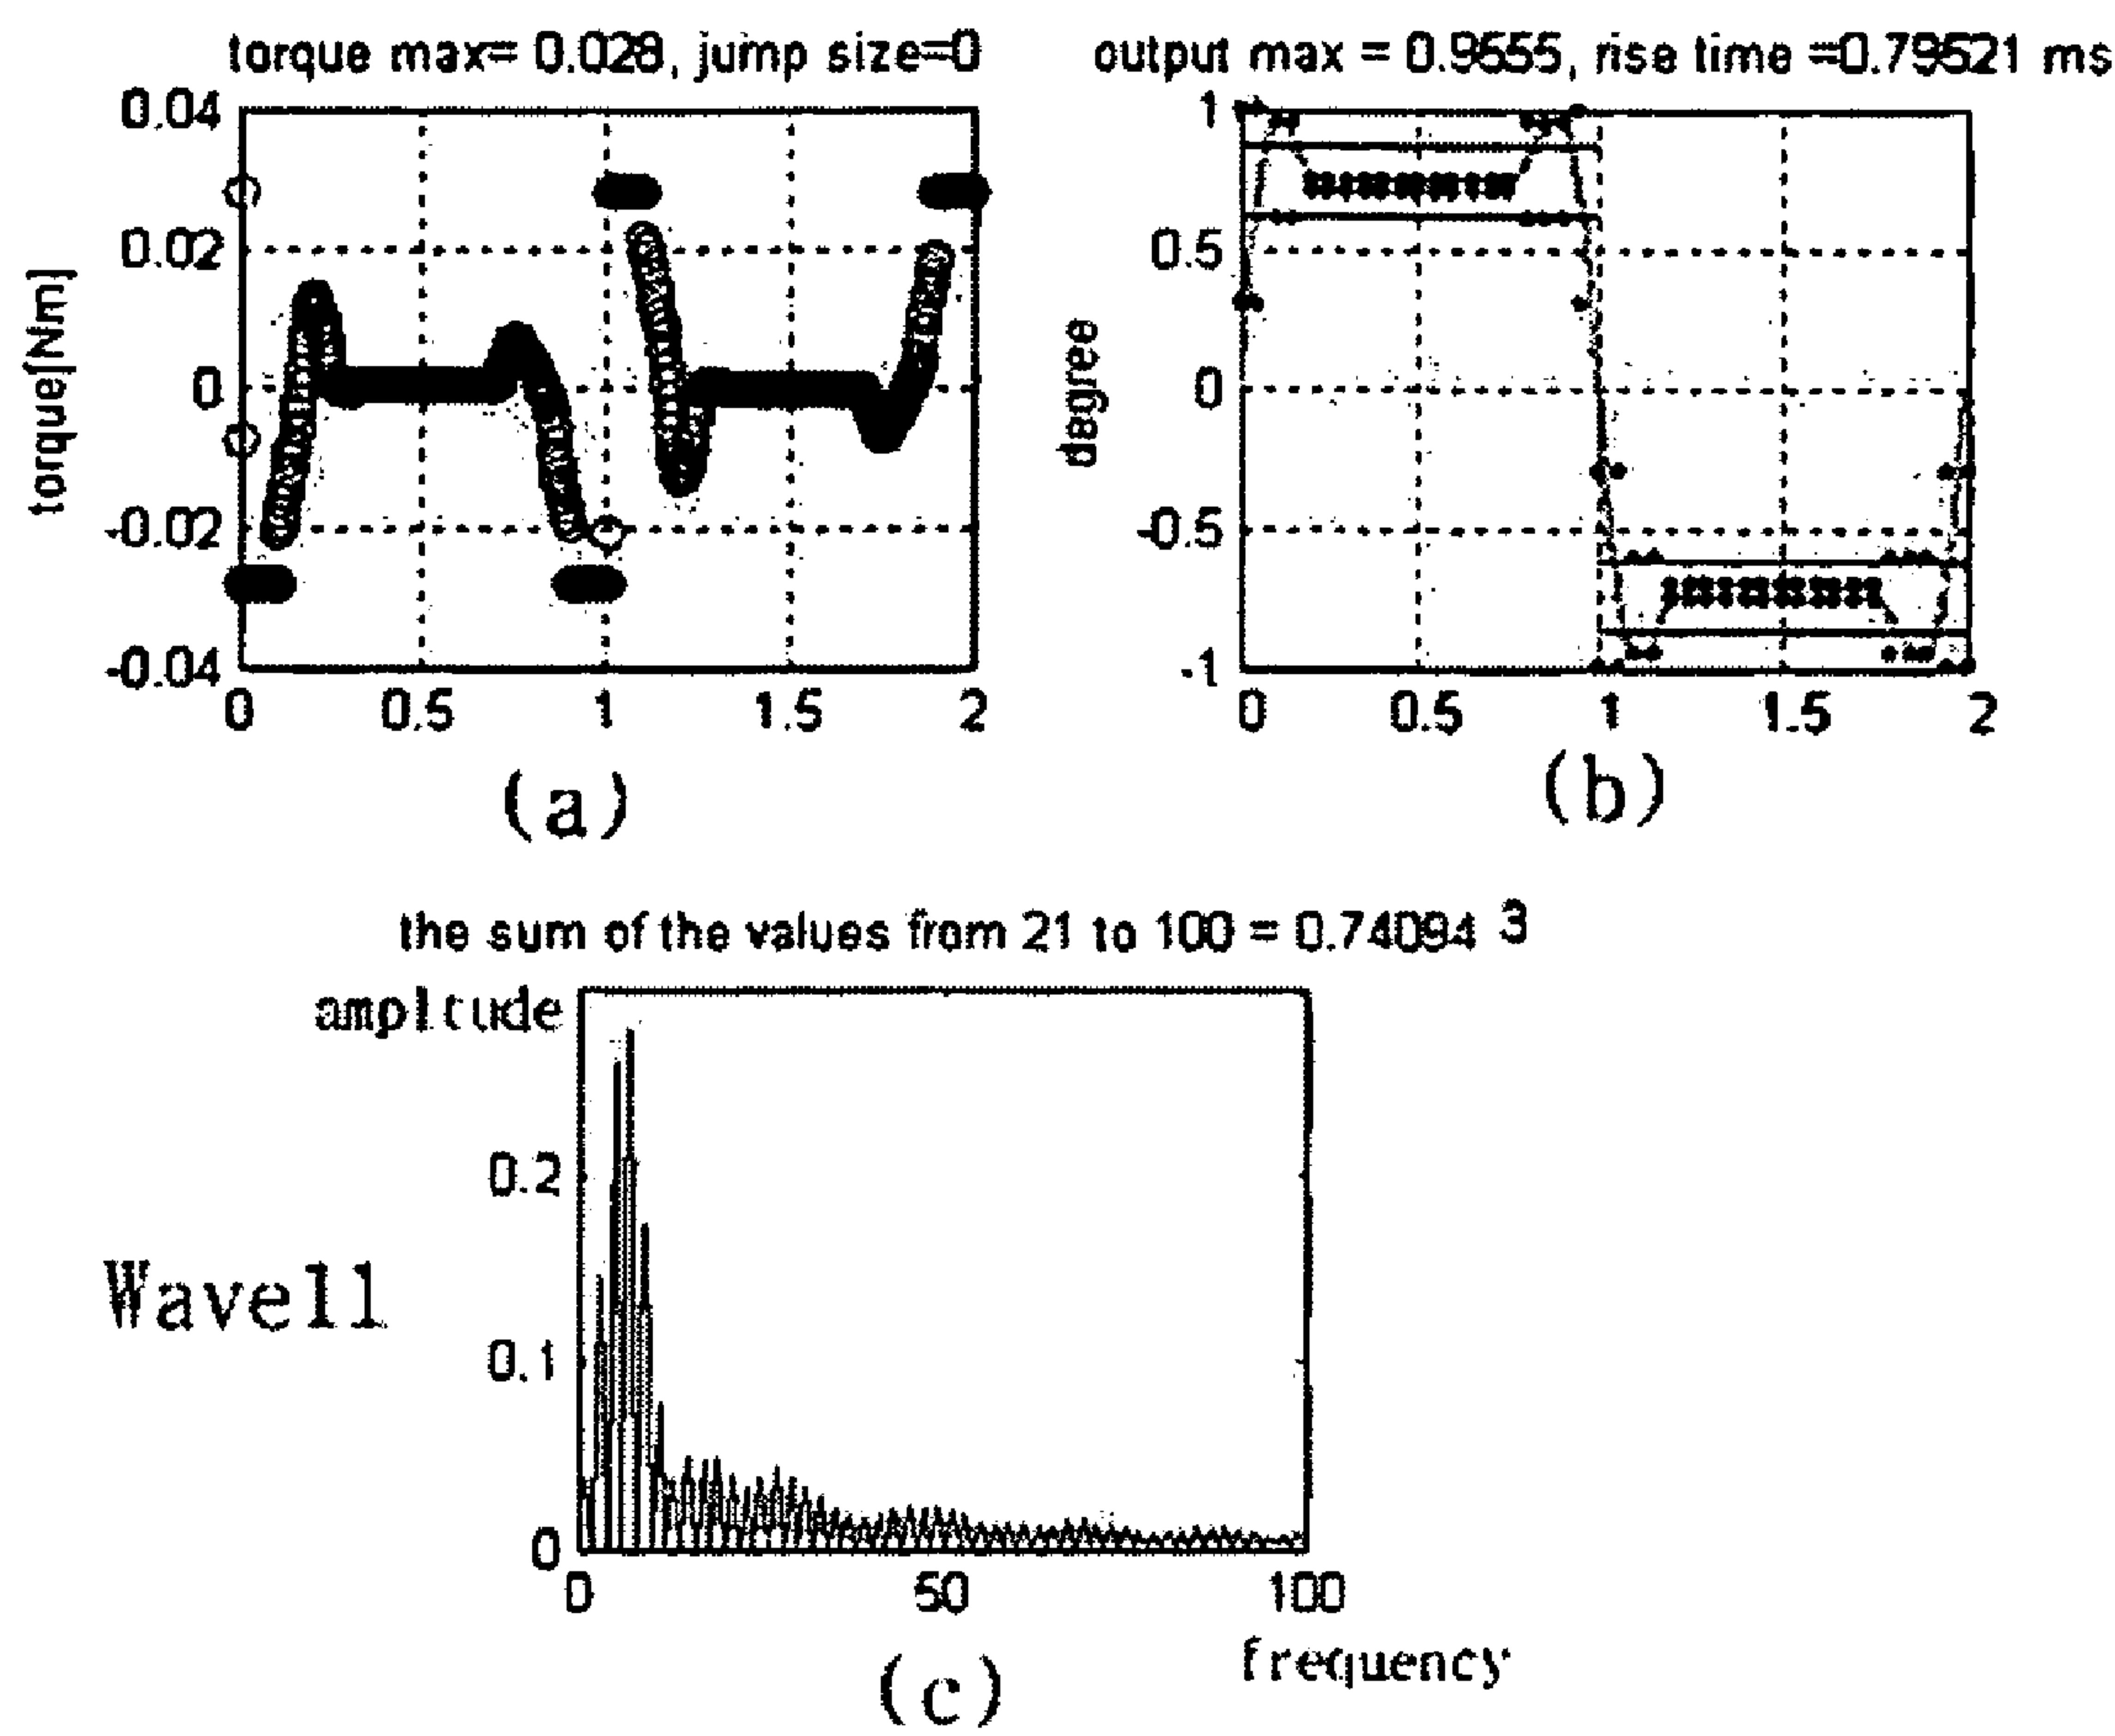 torque max= 0.028, jump size=0
0.04
0.02
0
-0.02
-0.04
torque[Nm]
0 0.5 1 1.5 2
(a)
output max = 0.9555, rise time =0.79521 ms
1
0.5
0
-0.5
-1
degree
0 0.5 1 1.5 2
(b)
the sum of the values from 21 to 100 = 0.74094 3
amplitude
0.2
0.1
0
0 50 100
frequency
(c)
Wave11